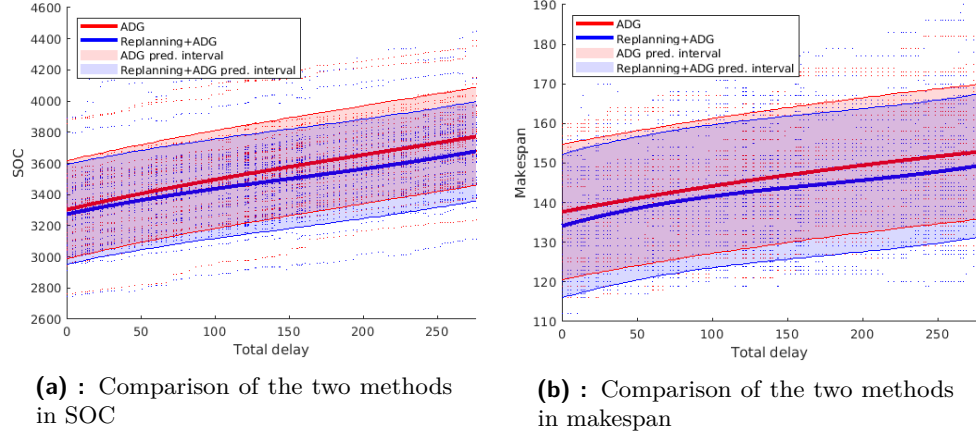 4600
4400
4200
4000
3800
3600
3400
3200
3000
2800
2600
SOC
ADG
Replanning+ADG
ADG pred. interval
Replanning+ADG pred. interval
0 50 100 150 200 250
Total delay
(a) : Comparison of the two methods
in SOC
190
180
170
160
150
140
130
120
110
Makespan
ADG
Replanning+ADG
ADG pred. interval
Replanning+ADG pred. interval
0 50 100 150 200 250
Total delay
(b) : Comparison of the two methods
in makespan